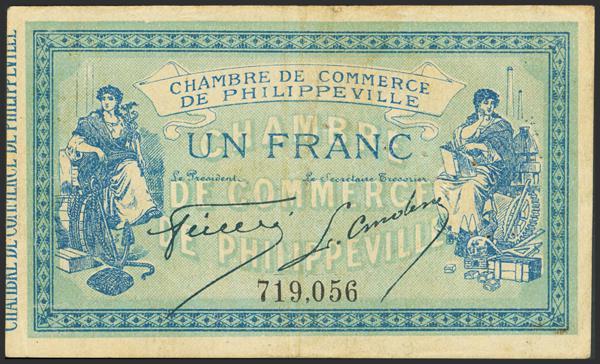 CHAMBRE DE COMMERCE DE PHILIPPEVILLE
CHAMBRE DE COMMERCE
DE PHILIPPEVILLE
CHAMBRE
DE COMMERCE
DE PHILIPPEVILLE
UN FRANC
Le Président
Le Secrétaire Trésorier
719,056